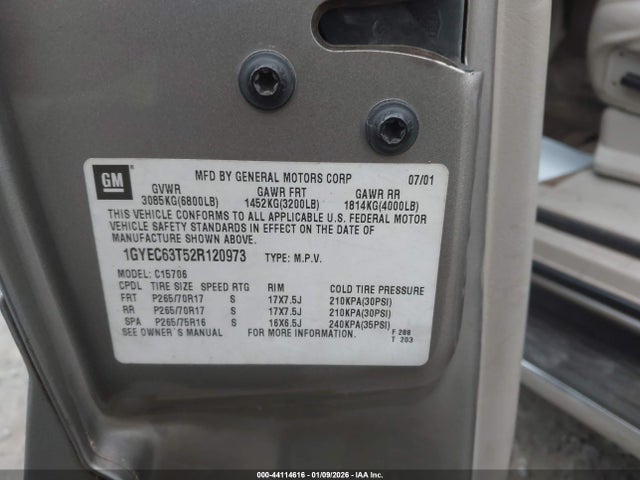 GM
MFD BY GENERAL MOTORS CORP 07/01
GVWR GAWR FRT GAWR RR
3085KG(6800LB) 1452KG(3200LB) 1814KG(4000LB)
THIS VEHICLE CONFORMS TO ALL APPLICABLE U.S. FEDERAL MOTOR
VEHICLE SAFETY STANDARDS IN EFFECT ON THE DATE OF
MANUFACTURE SHOWN ABOVE.
1GYEC63T52R120973 TYPE: M.P.V.
MODEL: C15706
CPDL TIRE SIZE SPEED RTG RIM COLD TIRE PRESSURE
FRT P265/70R17 S 17X7.5J 210KPA(30PSI)
RR P265/70R17 S 17X7.5J 210KPA(30PSI)
SPA P265/75R16 S 16X6.5J 240KPA(35PSI)
SEE OWNER'S MANUAL FOR MORE INFORMATION.
F 288
T 203
000-44114616 - 01/09/2026 - IAA Inc.